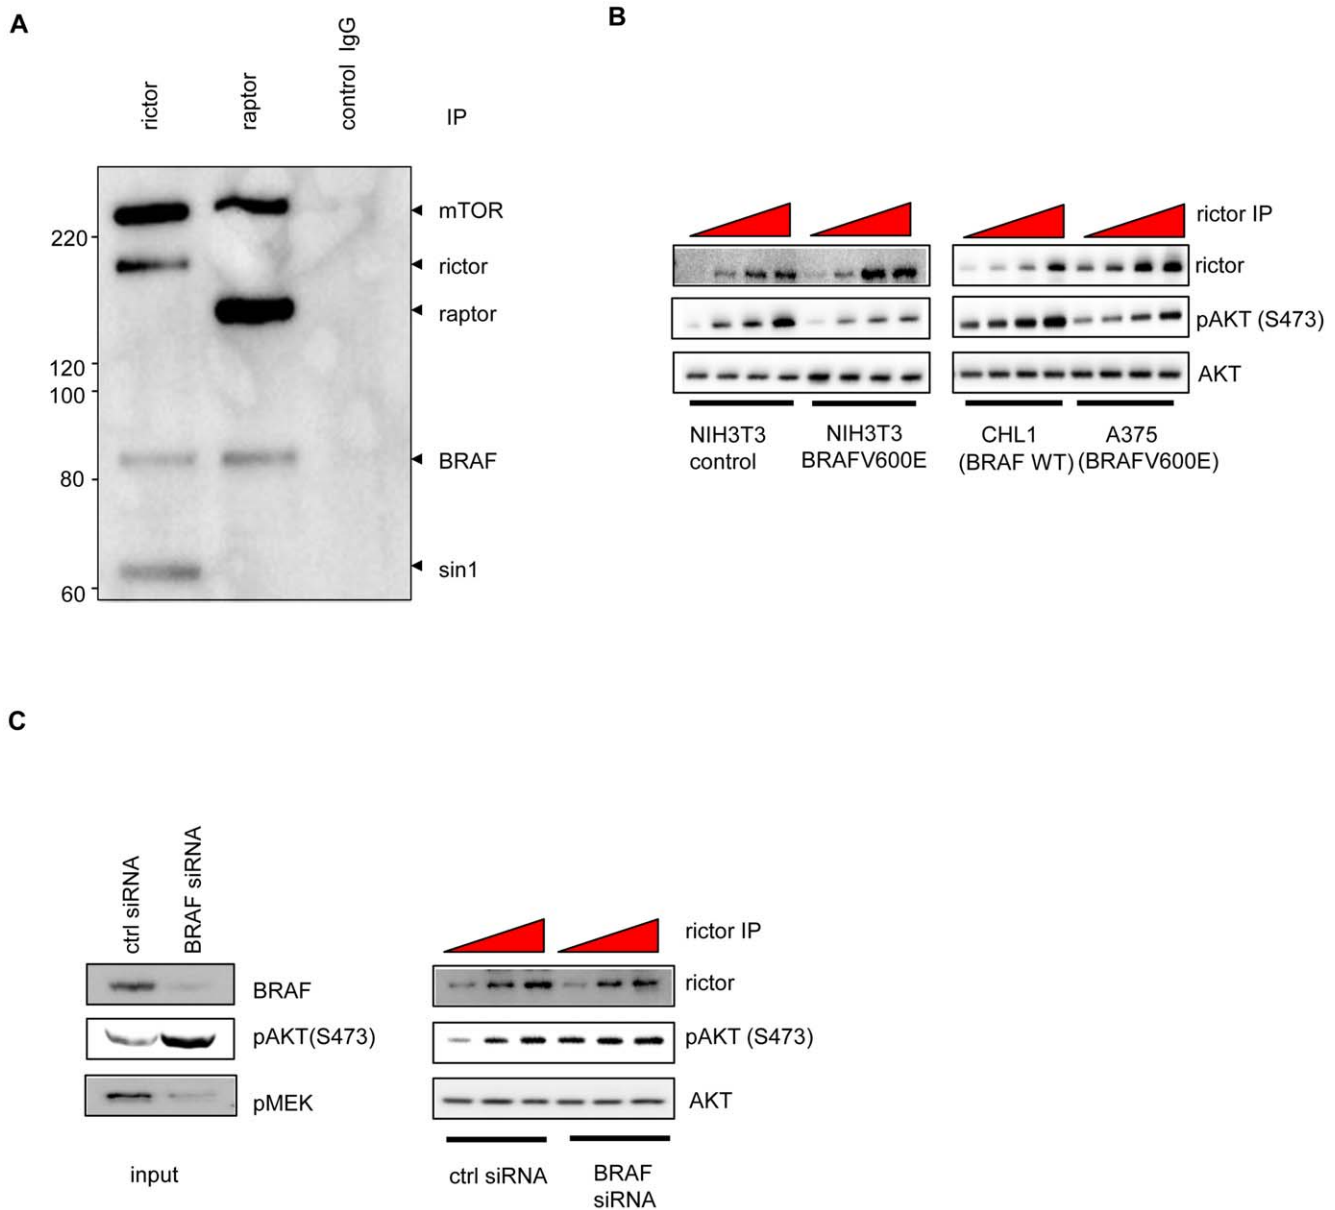 A
rictor
raptor
control IgG
IP
220
120
100
80
60
mTOR
rictor
raptor
BRAF
sin1
B
rictor IP
rictor
pAKT (S473)
AKT
NIH3T3
control
NIH3T3
BRAFV600E
CHL1
(BRAF WT)
A375
(BRAFV600E)
C
ctrl siRNA
BRAF siRNA
BRAF
pAKT(S473)
pMEK
input
rictor IP
rictor
pAKT (S473)
AKT
ctrl siRNA
BRAF
siRNA